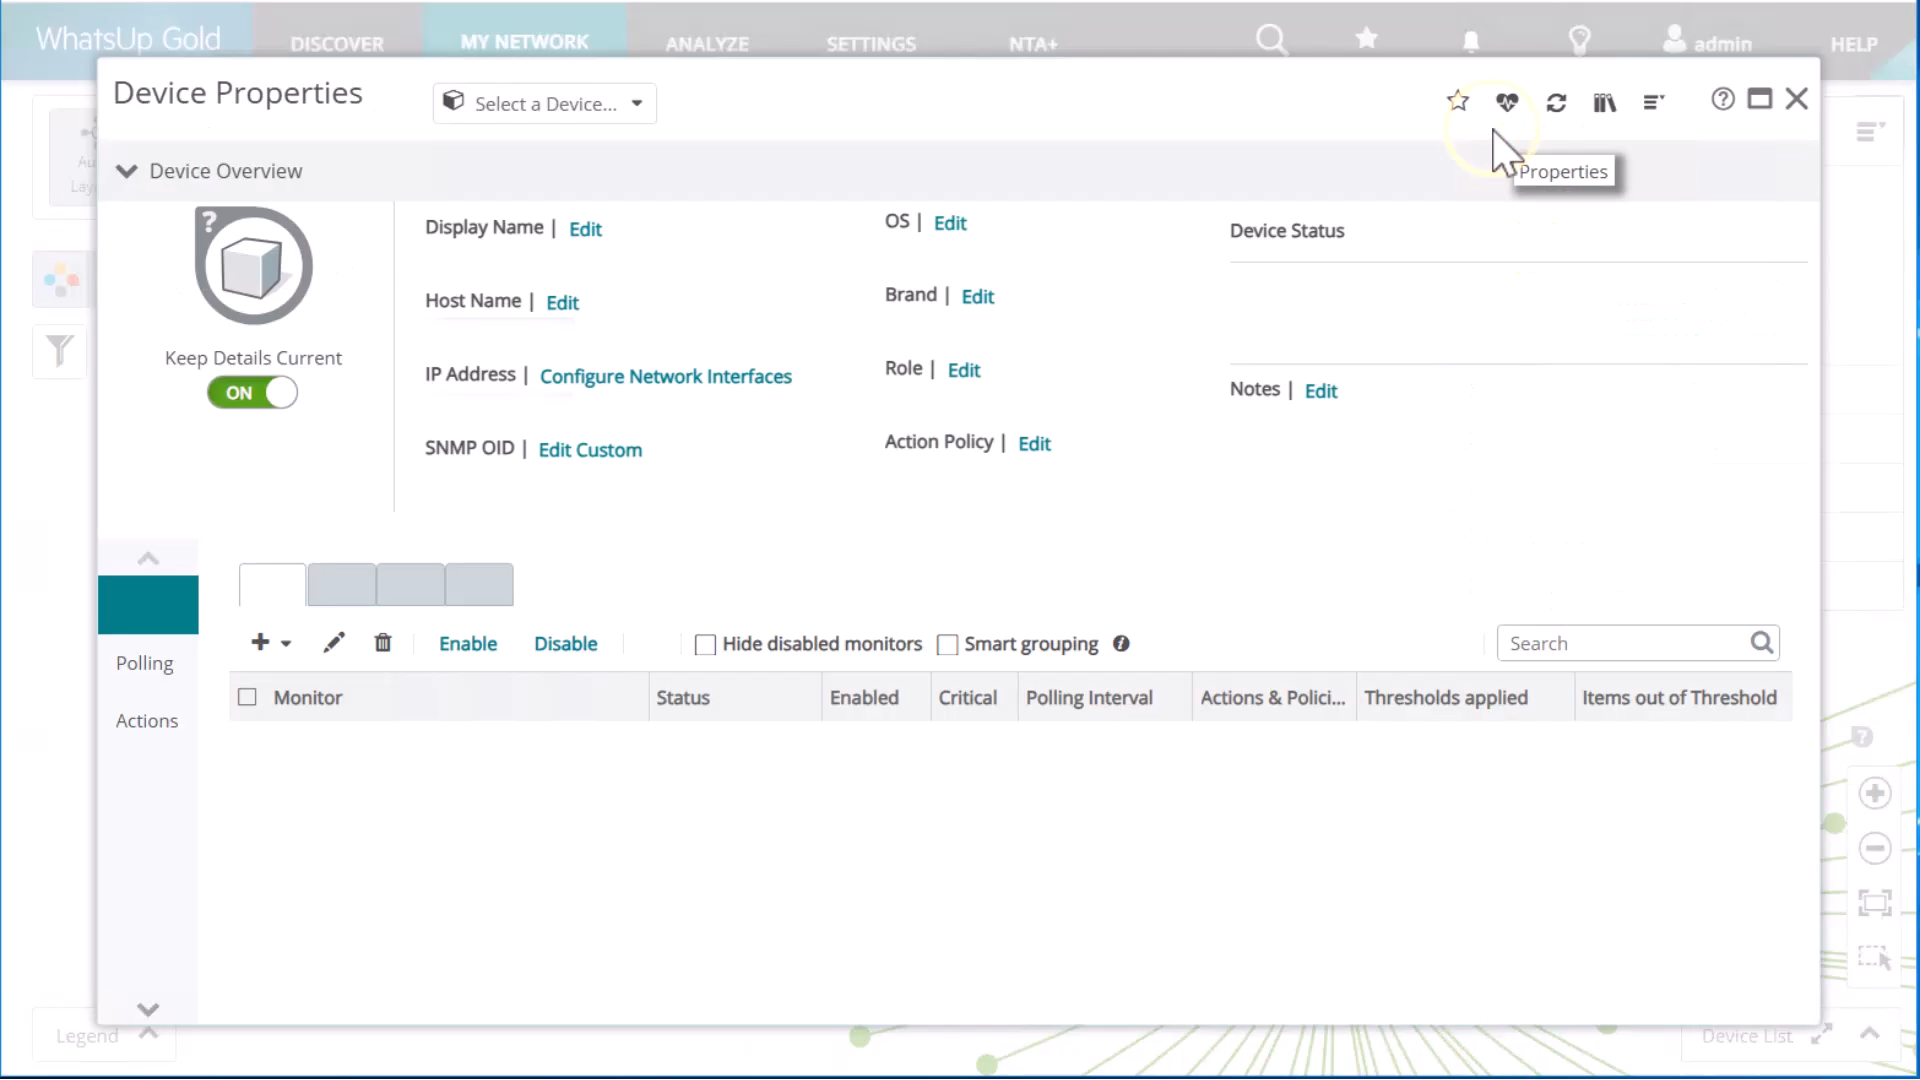 WhatsUp Gold
DISCOVER
MY NETWORK
ANALYZE
SETTINGS
NTA+
admin
HELP
Device Properties
Select a Device...
Properties
Device Overview
?
Keep Details Current
ON
Display Name | Edit
Host Name | Edit
IP Address | Configure Network Interfaces
SNMP OID | Edit Custom
OS | Edit
Brand | Edit
Role | Edit
Action Policy | Edit
Device Status
Notes | Edit
Polling
Actions
Enable
Disable
Hide disabled monitors
Smart grouping
Search
Monitor
Status
Enabled
Critical
Polling Interval
Actions & Polici...
Thresholds applied
Items out of Threshold
Au
Lay
Legend
Device List